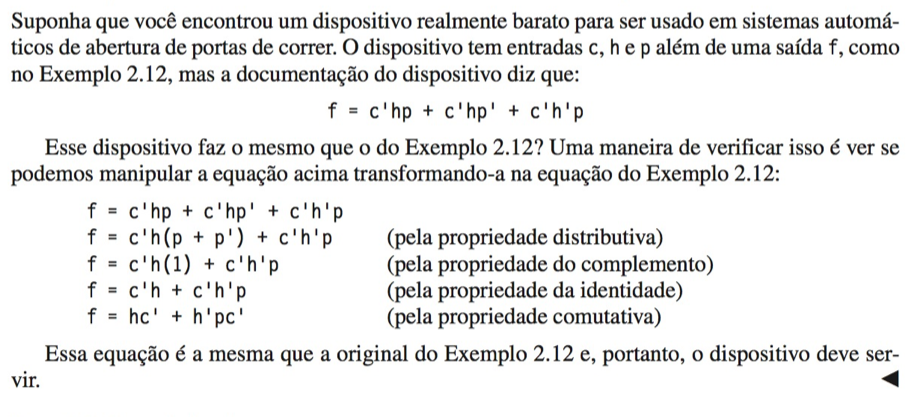 Suponha que você encontrou um dispositivo realmente barato para ser usado em sistemas automá-
ticos de abertura de portas de correr. O dispositivo tem entradas c, h e p além de uma saída f, como
no Exemplo 2.12, mas a documentação do dispositivo diz que:
f = c'hp + c'hp' + c'h'p
Esse dispositivo faz o mesmo que o do Exemplo 2.12? Uma maneira de verificar isso é ver se
podemos manipular a equação acima transformando-a na equação do Exemplo 2.12:
f = c'hp + c'hp' + c'h'p
f = c'h(p + p') + c'h'p (pela propriedade distributiva)
f = c'h(1) + c'h'p (pela propriedade do complemento)
f = c'h + c'h'p (pela propriedade da identidade)
f = hc' + h'pc' (pela propriedade comutativa)
Essa equação é a mesma que a original do Exemplo 2.12 e, portanto, o dispositivo deve ser-
vir.